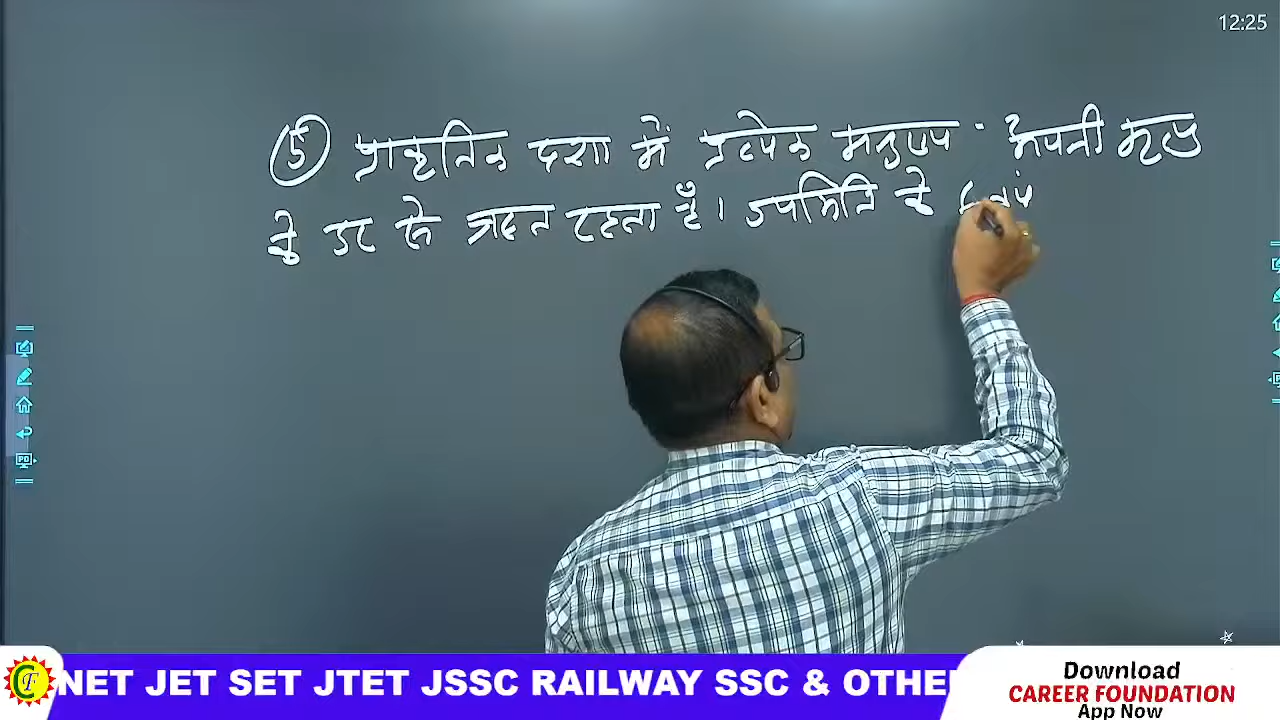 12:25
⑤ प्राकृतिक दशा में प्रत्येक मनुष्य अपनी मृत्यु
के डर से त्रस्त रहता है। उपमिति के
NET JET SET JTET JSSC RAILWAY SSC & OTHE
Download
CAREER FOUNDATION
App Now